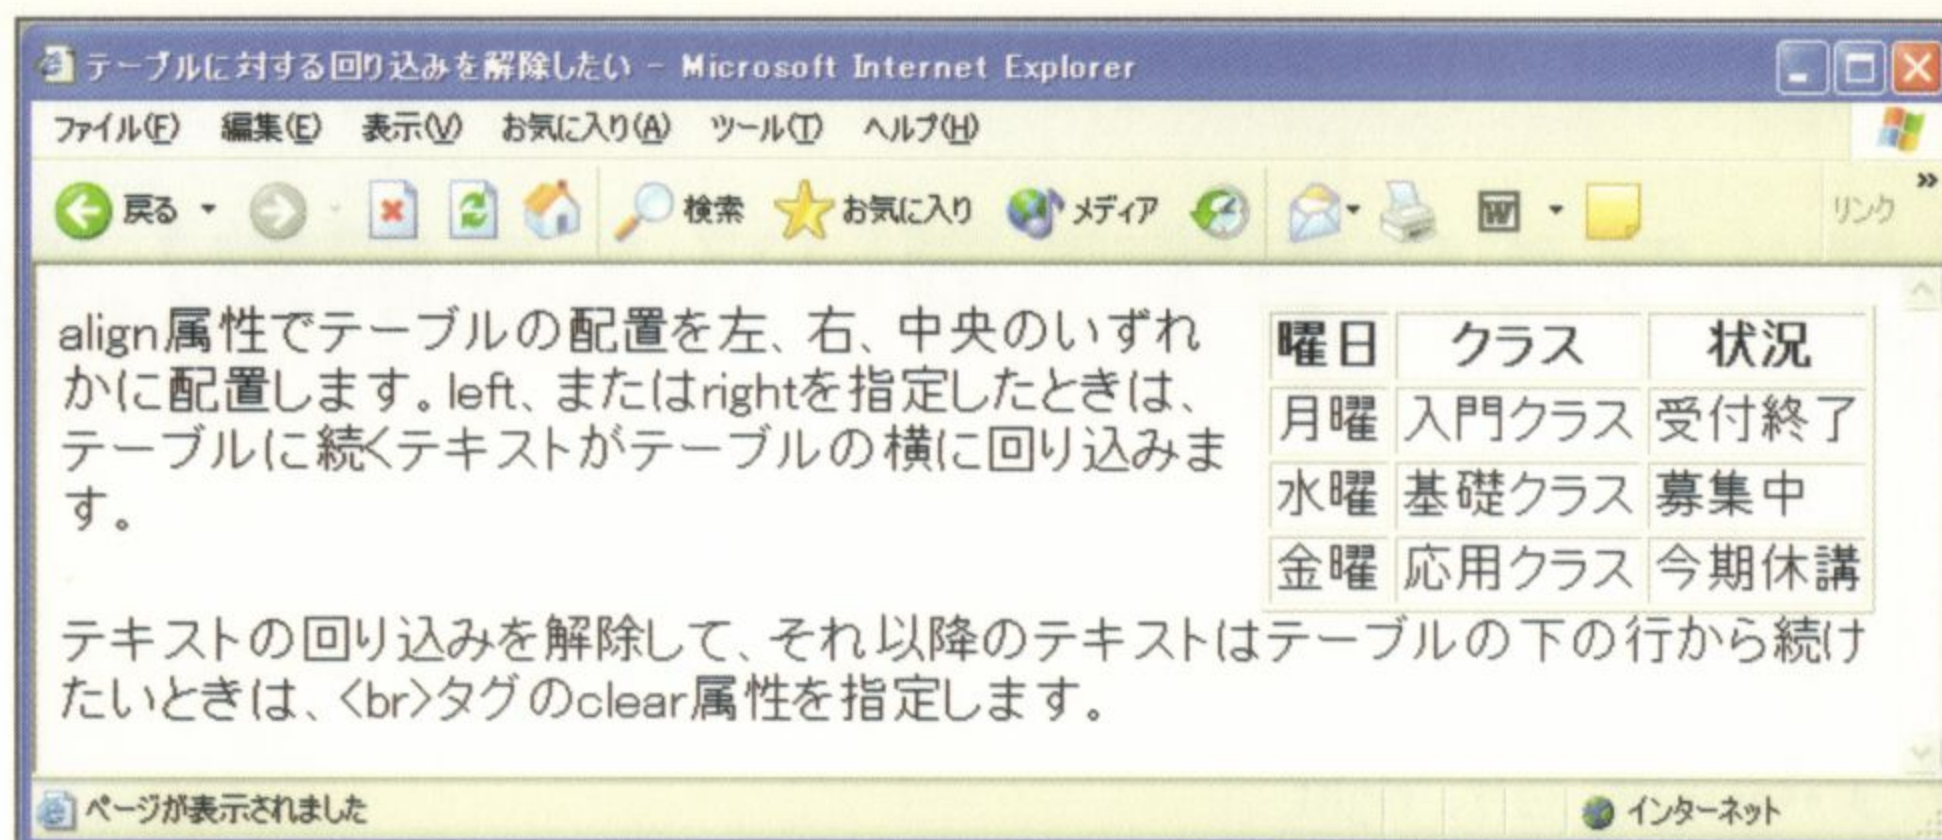 テーブルに対する回り込みを解除したい - Microsoft Internet Explorer
ファイル(F) 編集(E) 表示(V) お気に入り(A) ツール(T) ヘルプ(H)
戻る 検索 お気に入り メディア W リンク »
align属性でテーブルの配置を左、右、中央のいずれ
かに配置します。left、またはrightを指定したときは、
テーブルに続くテキストがテーブルの横に回り込みま
す。
曜日 クラス 状況
月曜 入門クラス 受付終了
水曜 基礎クラス 募集中
金曜 応用クラス 今期休講
テキストの回り込みを解除して、それ以降のテキストはテーブルの下の行から続け
たいときは、<br>タグのclear属性を指定します。
ページが表示されました インターネット